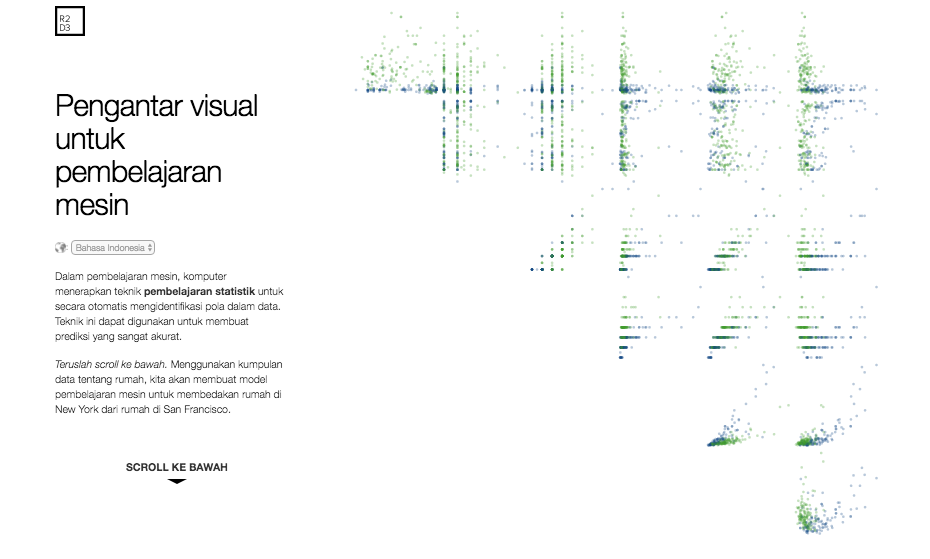 R2
D3
Pengantar visual
untuk
pembelajaran
mesin
Bahasa Indonesia
Dalam pembelajaran mesin, komputer
menerapkan teknik pembelajaran statistik untuk
secara otomatis mengidentifikasi pola dalam data.
Teknik ini dapat digunakan untuk membuat
prediksi yang sangat akurat.
Teruslah scroll ke bawah. Menggunakan kumpulan
data tentang rumah, kita akan membuat model
pembelajaran mesin untuk membedakan rumah di
New York dari rumah di San Francisco.
SCROLL KE BAWAH